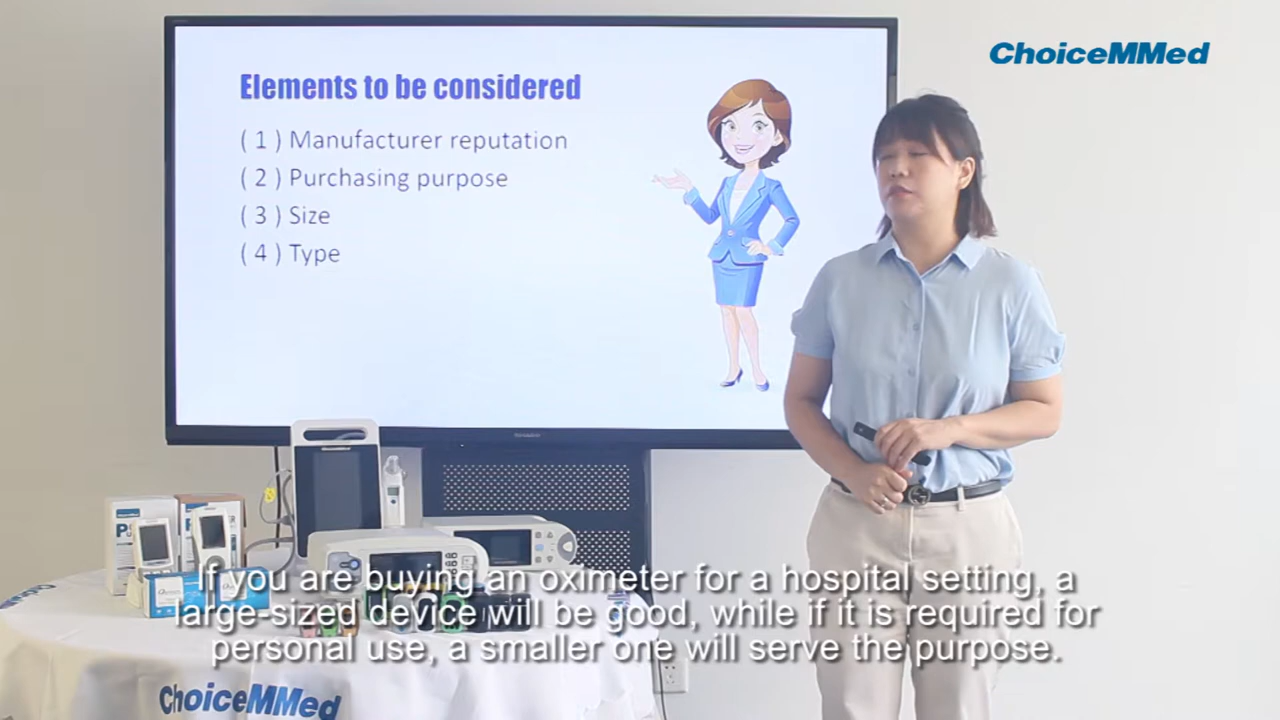 ChoiceMMed
Elements to be considered
( 1 ) Manufacturer reputation
( 2 ) Purchasing purpose
( 3 ) Size
( 4 ) Type
If you are buying an oximeter for a hospital setting, a
large-sized device will be good, while if it is required for
personal use, a smaller one will serve the purpose.
ChoiceMMed